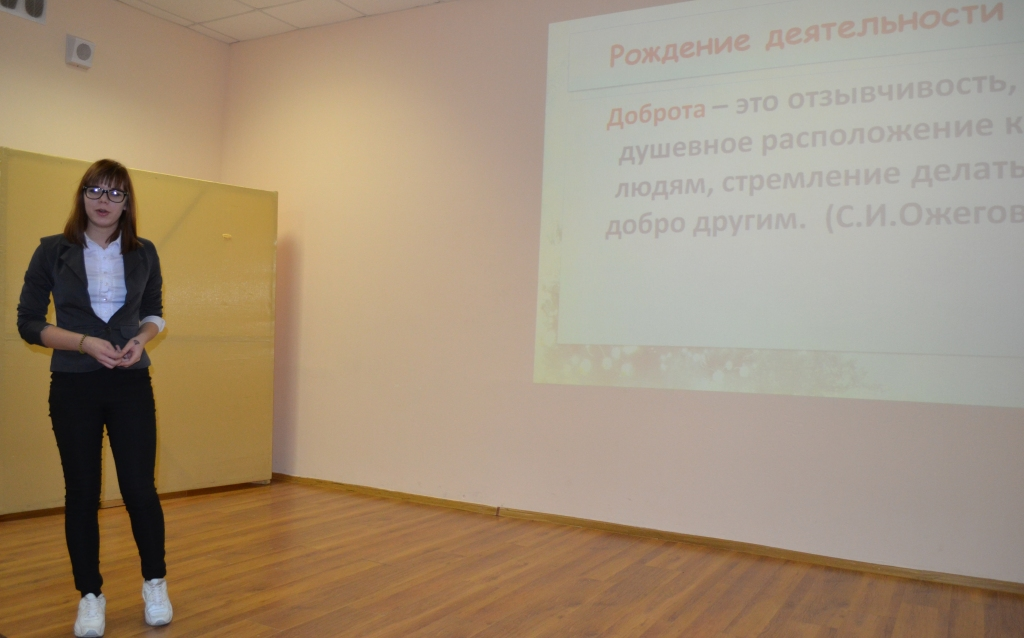 Рождение деятельности
Доброта – это отзывчивость,
душевное расположение к
людям, стремление делать
добро другим. (С.И.Ожегов